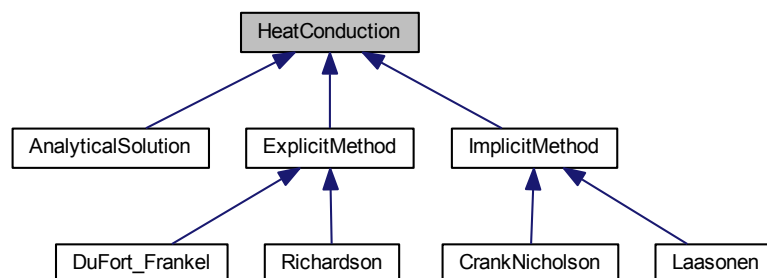 HeatConduction
AnalyticalSolution
ExplicitMethod
ImplicitMethod
DuFort_Frankel
Richardson
CrankNicholson
Laasonen